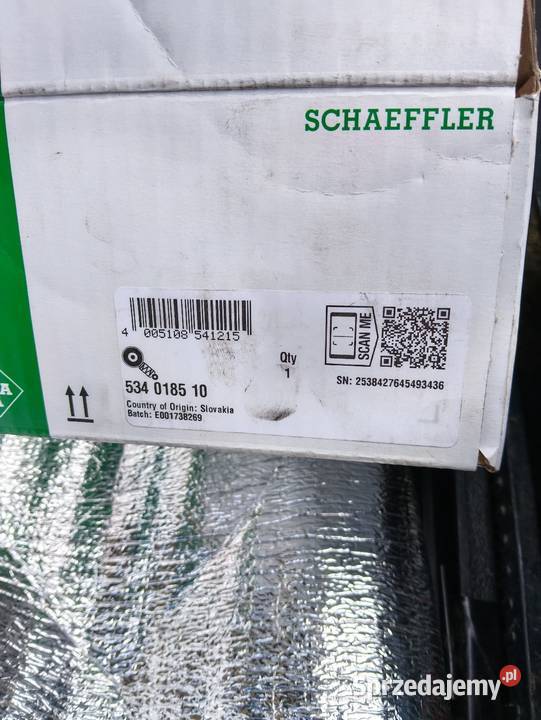 SCHAEFFLER
4 005108 541215
Qty
1
SCAN ME
534 0185 10
SN: 2538427645493436
Country of Origin: Slovakia
Batch: E001738269
Sprzedajemy.pl